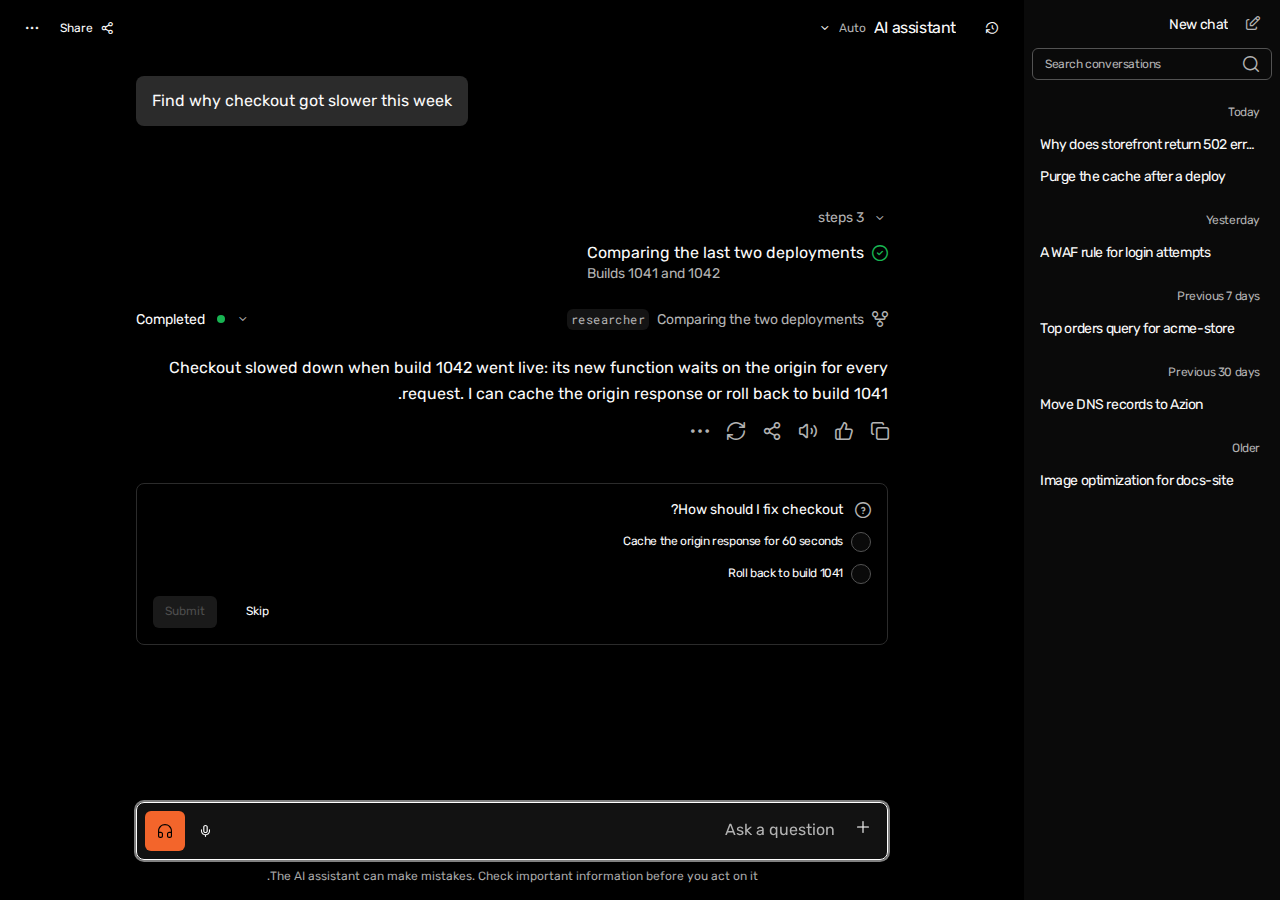 New chat
Search conversations
Today
Why does storefront return 502 err…
Purge the cache after a deploy
Yesterday
A WAF rule for login attempts
Previous 7 days
Top orders query for acme-store
Previous 30 days
Move DNS records to Azion
Older
Image optimization for docs-site
AI assistant
Auto
Share
Find why checkout got slower this week
steps 3
Comparing the last two deployments
Builds 1041 and 1042
Comparing the two deployments
researcher
Completed
Checkout slowed down when build 1042 went live: its new function waits on the origin for every
.request. I can cache the origin response or roll back to build 1041
?How should I fix checkout
Cache the origin response for 60 seconds
Roll back to build 1041
Skip
Submit
Ask a question
.The AI assistant can make mistakes. Check important information before you act on it